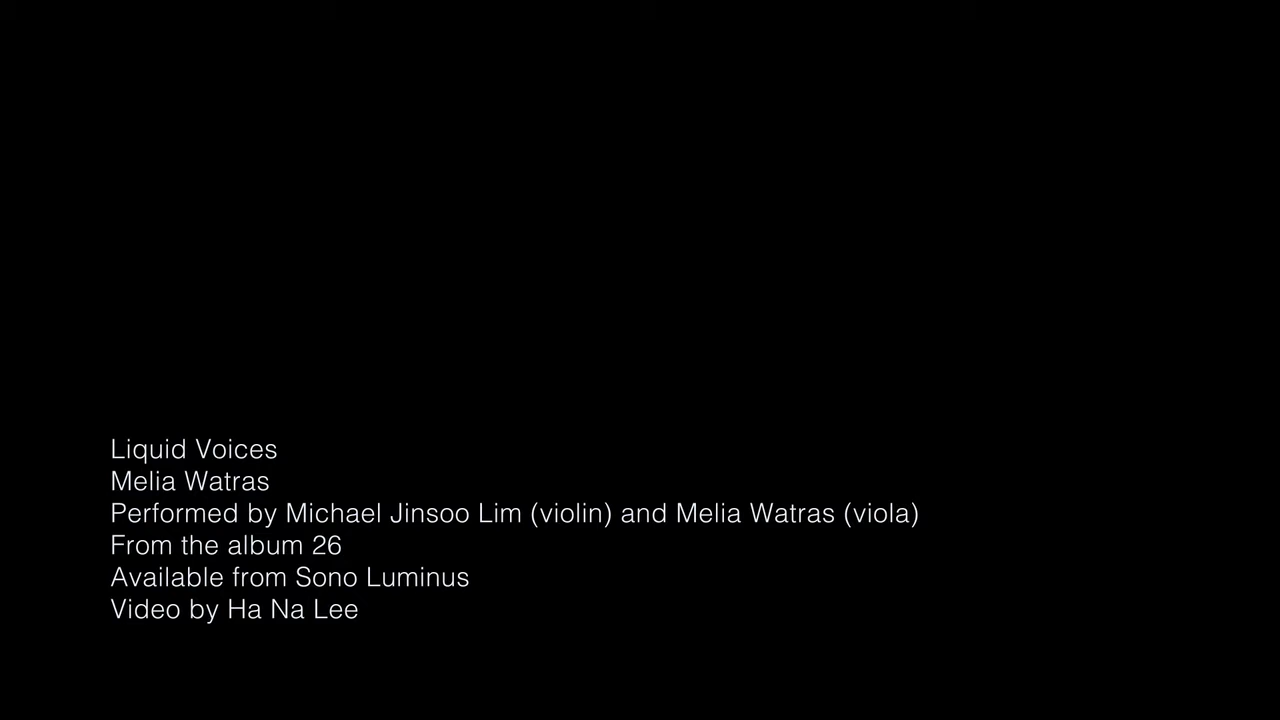 Liquid Voices
Melia Watras
Performed by Michael Jinsoo Lim (violin) and Melia Watras (viola)
From the album 26
Available from Sono Luminus
Video by Ha Na Lee